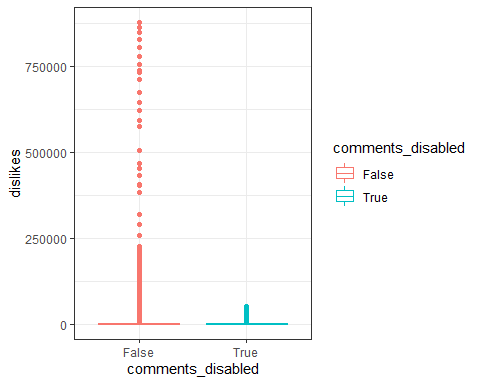 dislikes
750000
500000
250000
0
False True
comments_disabled
comments_disabled
False
True